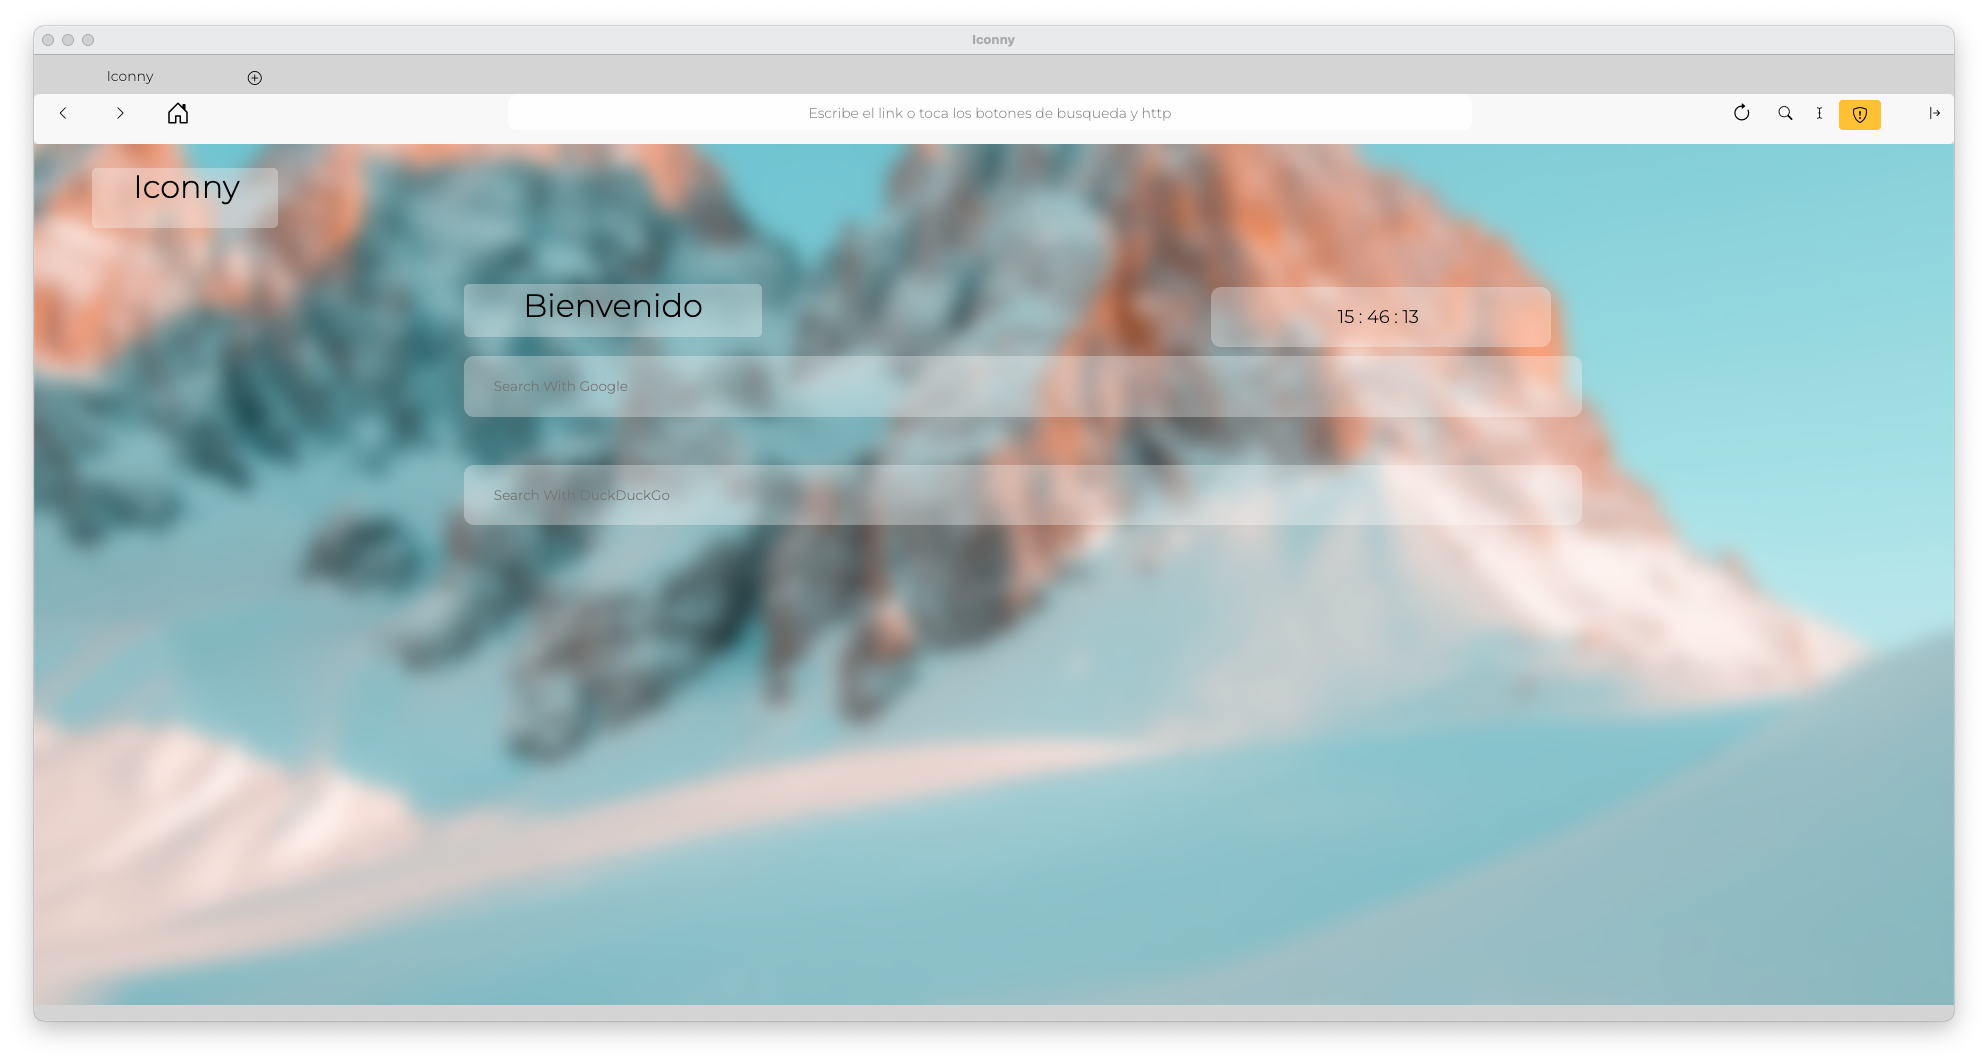 Iconny
Iconny
Escribe el link o toca los botones de busqueda y http
Iconny
Bienvenido
15 : 46 : 13
Search With Google
Search With DuckDuckGo